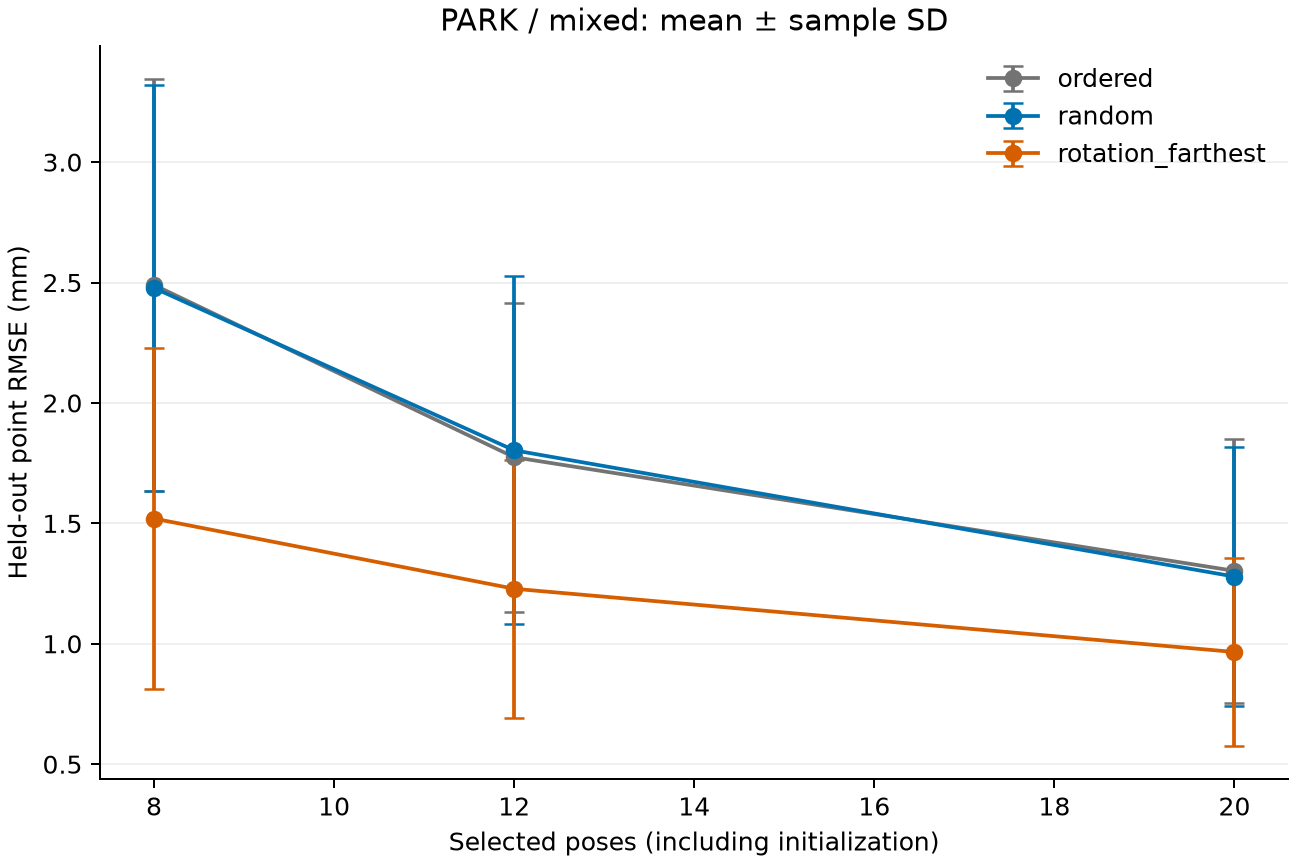 PARK / mixed: mean ± sample SD
ordered
random
rotation_farthest
Held-out point RMSE (mm)
3.0
2.5
2.0
1.5
1.0
0.5
8
10
12
14
16
18
20
Selected poses (including initialization)